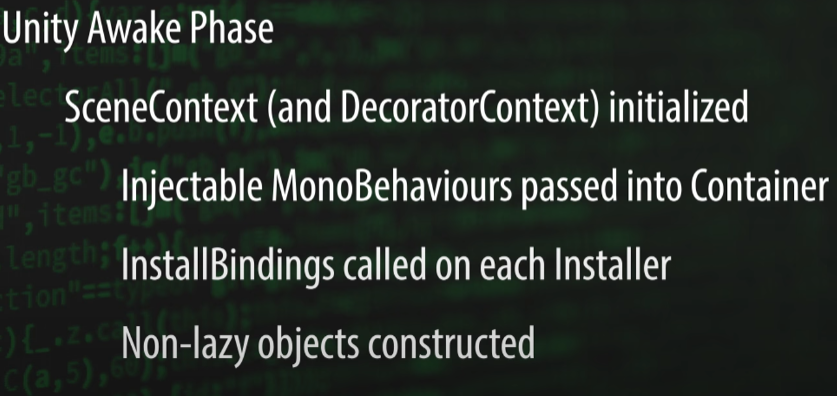 Unity Awake Phase
SceneContext (and DecoratorContext) initialized
Injectable MonoBehaviours passed into Container
InstallBindings called on each Installer
Non-lazy objects constructed